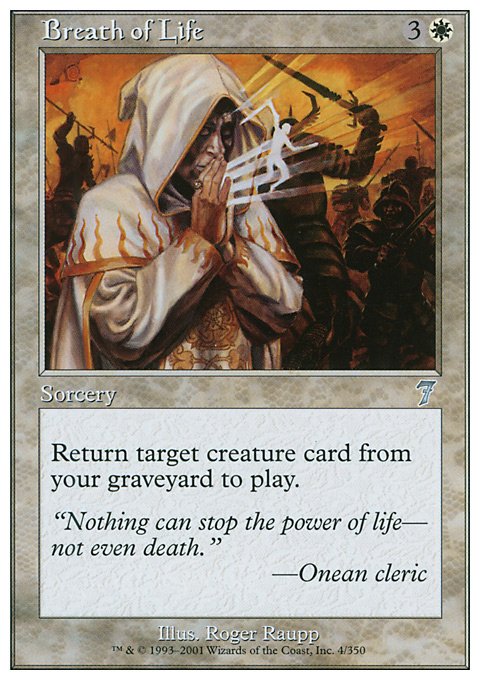 Breath of Life 3
Sorcery 7
Return target creature card from
your graveyard to play.
“Nothing can stop the power of life—
not even death.”
—Onean cleric
Illus. Roger Raupp
™ & © 1993–2001 Wizards of the Coast, Inc. 4/350